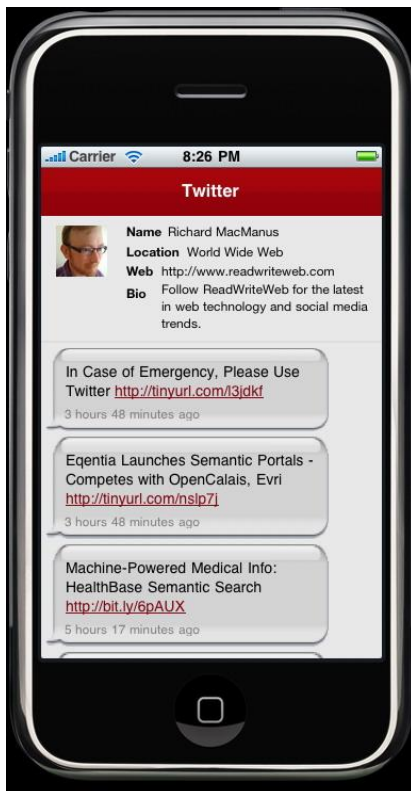 Carrier 8:26 PM
Twitter
Name Richard MacManus
Location World Wide Web
Web http://www.readwriteweb.com
Bio Follow ReadWriteWeb for the latest
in web technology and social media
trends.
In Case of Emergency, Please Use
Twitter http://tinyurl.com/l3jdkf
3 hours 48 minutes ago
Eqentia Launches Semantic Portals -
Competes with OpenCalais, Evri
http://tinyurl.com/nslp7j
3 hours 48 minutes ago
Machine-Powered Medical Info:
HealthBase Semantic Search
http://bit.ly/6pAUX
5 hours 17 minutes ago